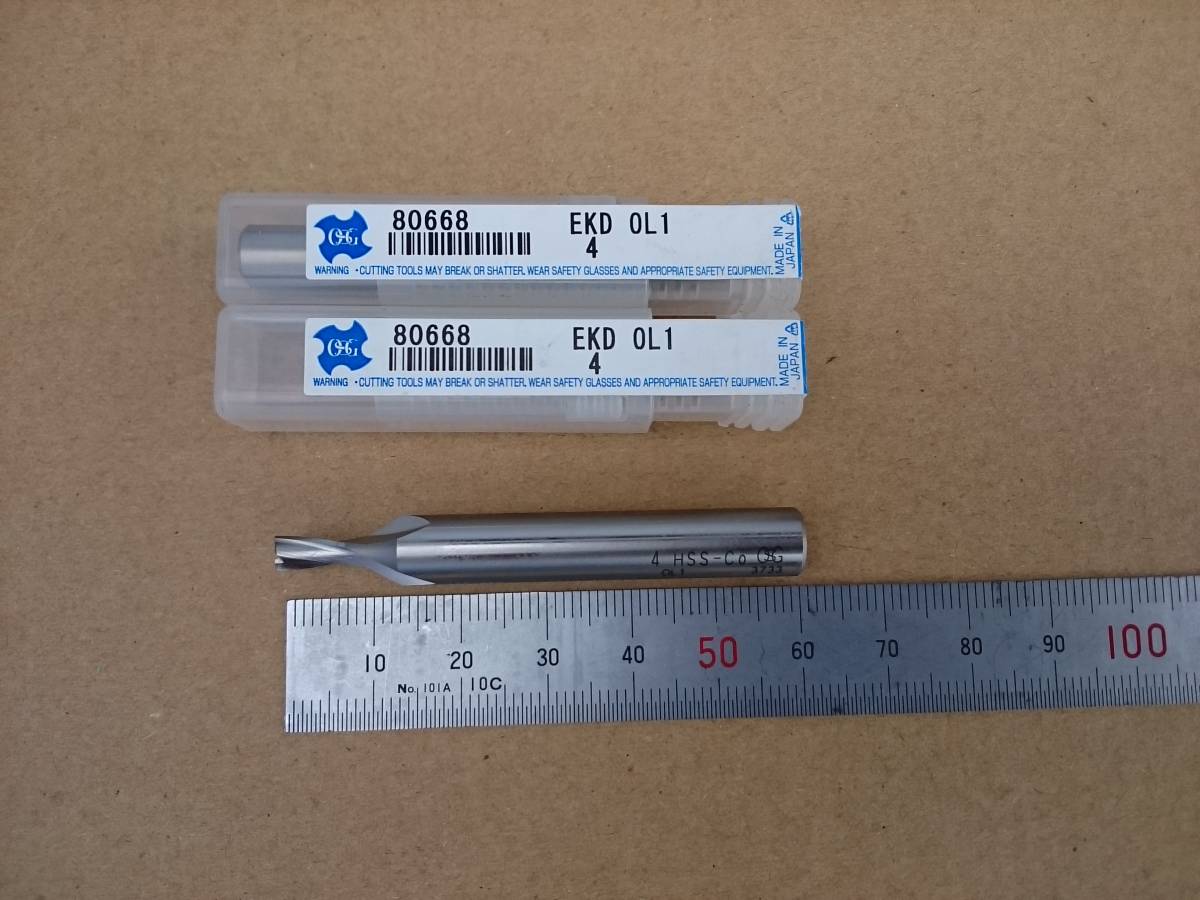 OSG
80668
EKD OL1
4
WARNING • CUTTING TOOLS MAY BREAK OR SHATTER. WEAR SAFETY GLASSES AND APPROPRIATE SAFETY EQUIPMENT.
MADE IN
JAPAN
OSG
80668
EKD OL1
4
WARNING • CUTTING TOOLS MAY BREAK OR SHATTER. WEAR SAFETY GLASSES AND APPROPRIATE SAFETY EQUIPMENT.
MADE IN
JAPAN
4 HSS-Co OSG
OL1
10 20 30 40 50 60 70 80 90 100
No. 101A 10C